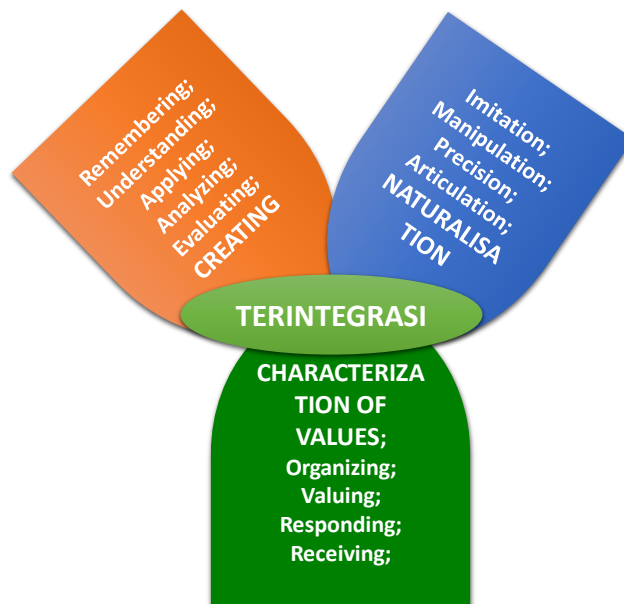 Remembering;
Understanding;
Applying;
Analyzing;
Evaluating;
CREATING
Imitation;
Manipulation;
Precision;
Articulation;
NATURALISA
TION
TERINTEGRASI
CHARACTERIZA
TION OF
VALUES;
Organizing;
Valuing;
Responding;
Receiving;